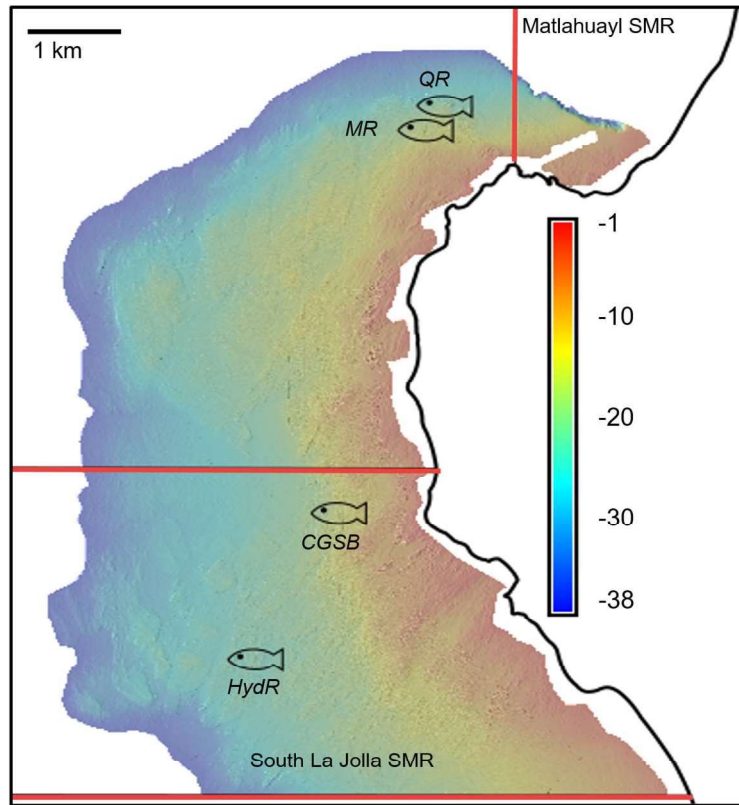 Matlahuayl SMR
1 km
QR
MR
-1
-10
-20
-30
-38
CGSB
HydR
South La Jolla SMR